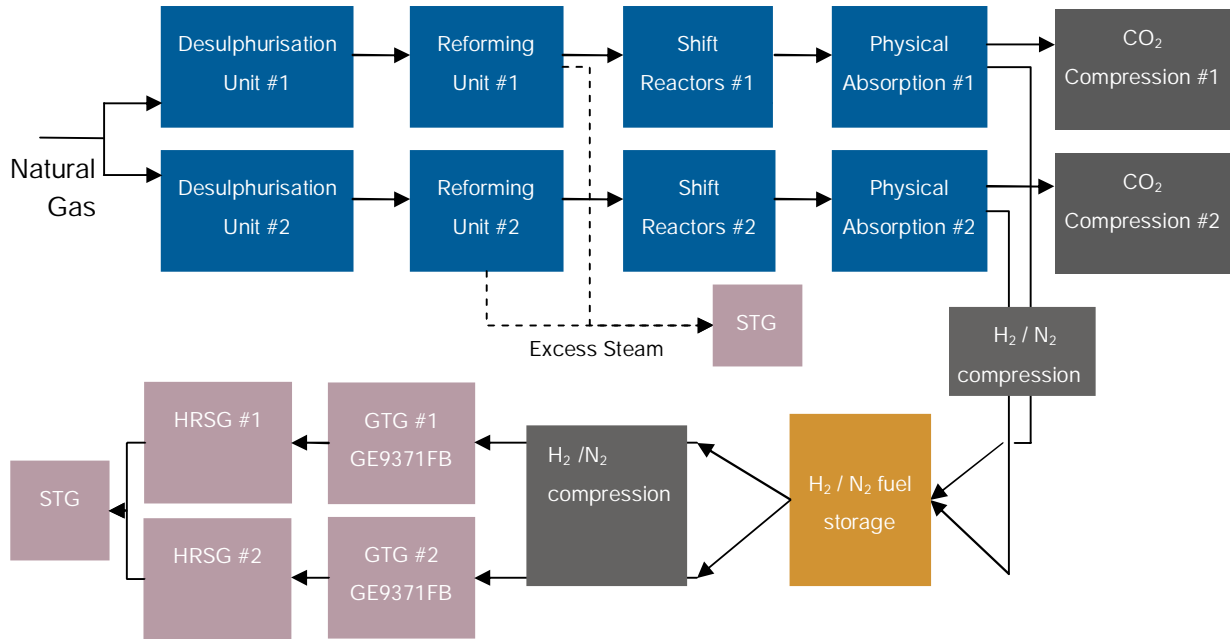 Desulphurisation
Unit #1
Reforming
Unit #1
Shift
Reactors #1
Physical
Absorption #1
CO₂
Compression #1
Natural
Gas
Desulphurisation
Unit #2
Reforming
Unit #2
Shift
Reactors #2
Physical
Absorption #2
CO₂
Compression #2
STG
Excess Steam
H₂ / N₂
compression
HRSG #1
GTG #1
GE9371FB
H₂ /N₂
compression
H₂ / N₂ fuel
storage
STG
HRSG #2
GTG #2
GE9371FB